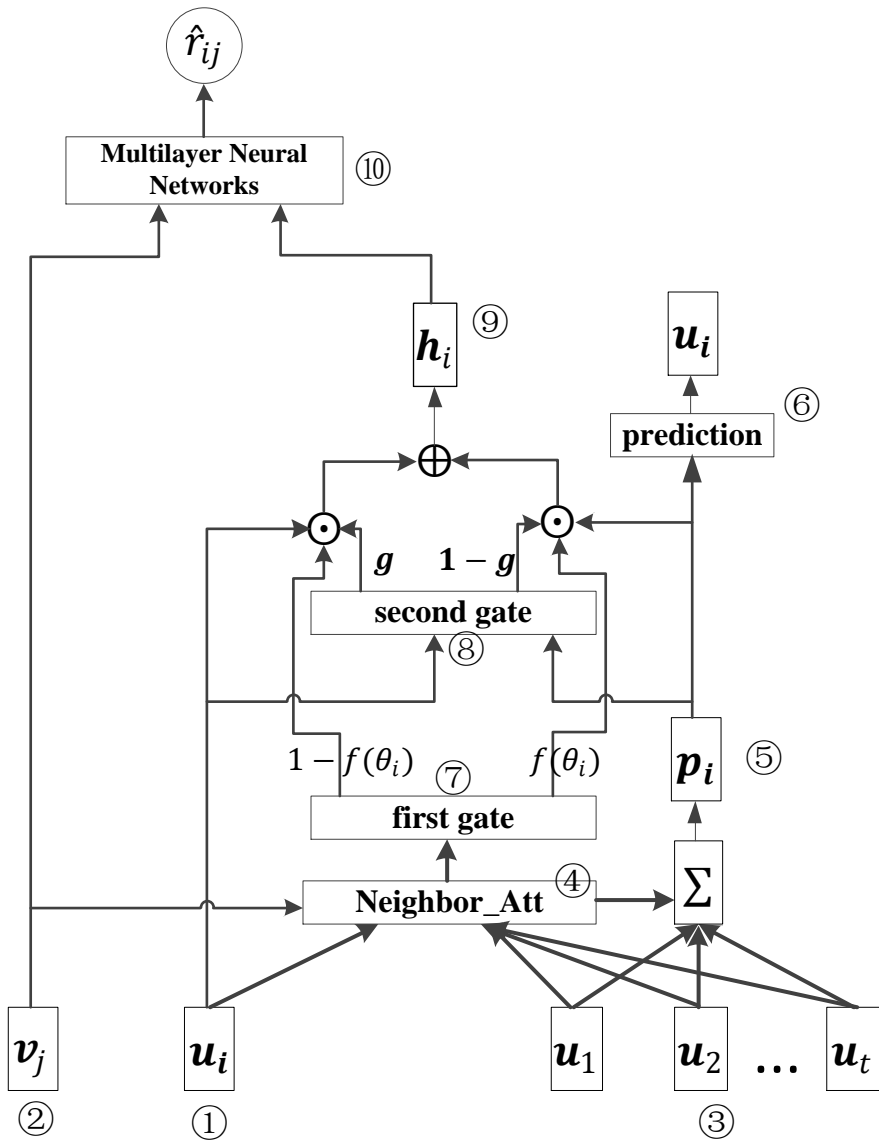 r̂ᵢⱼ
Multilayer Neural
Networks
⑩
hᵢ
⑨
uᵢ
⑥
prediction
⊕
⊙
⊙
g
1 − g
second gate
⑧
1 − f(θᵢ)
f(θᵢ)
⑦
pᵢ
⑤
first gate
④
Neighbor_Att
∑
vⱼ
uᵢ
u₁
u₂
...
uₜ
②
①
③